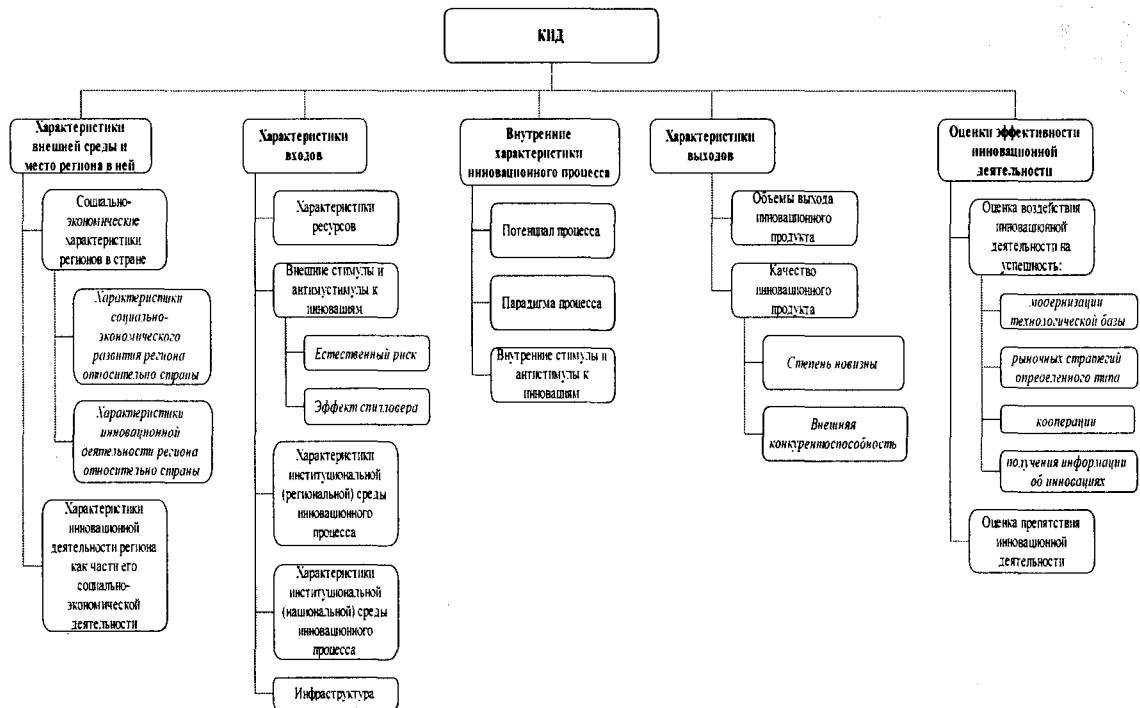 КИД
Характеристики
внешней среды и
место региона в ней
Социально-
экономические
характеристики
регионов в стране
Характеристики
социально-
экономического
развития региона
относительно страны
Характеристики
инновационной
деятельности региона
относительно страны
Характеристики
инновационной
деятельности региона
как части его
социально-
экономической
деятельности
Характеристики
входов
Характеристики
ресурсов
Внешние стимулы и
антимустимулы к
инновациям
Естественный риск
Эффект спилловера
Характеристики
институциональной
(региональной) среды
инновационного
процесса
Характеристики
институциональной
(национальной) среды
инновационного
процесса
Инфраструктура
Внутренние
характеристики
инновационного процесса
Потенциал процесса
Парадигма процесса
Внутренние стимулы и
антистимулы к
инновациям
Характеристики
выходов
Объемы выхода
инновационного
продукта
Качество
инновационного
продукта
Степень новизны
Внешняя
конкурентоспособность
Оценки эффективности
инновационной
деятельности
Оценка воздействия
инновационной
деятельности на
успешность:
модернизации
технологической базы
рыночных стратегий
определенного типа
кооперации
получения информации
об инновациях
Оценка препятствия
инновационной
деятельности